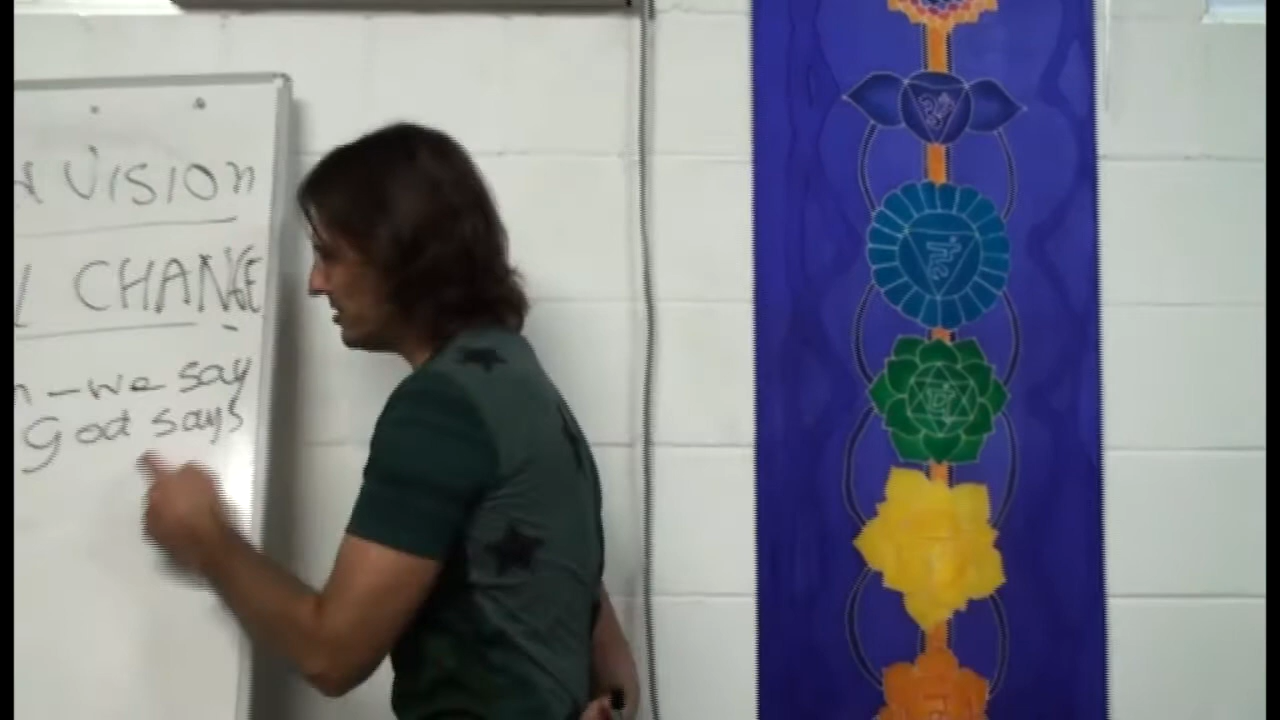 VISION
CHANGE
- we say
God says
ॐ
हं
यं